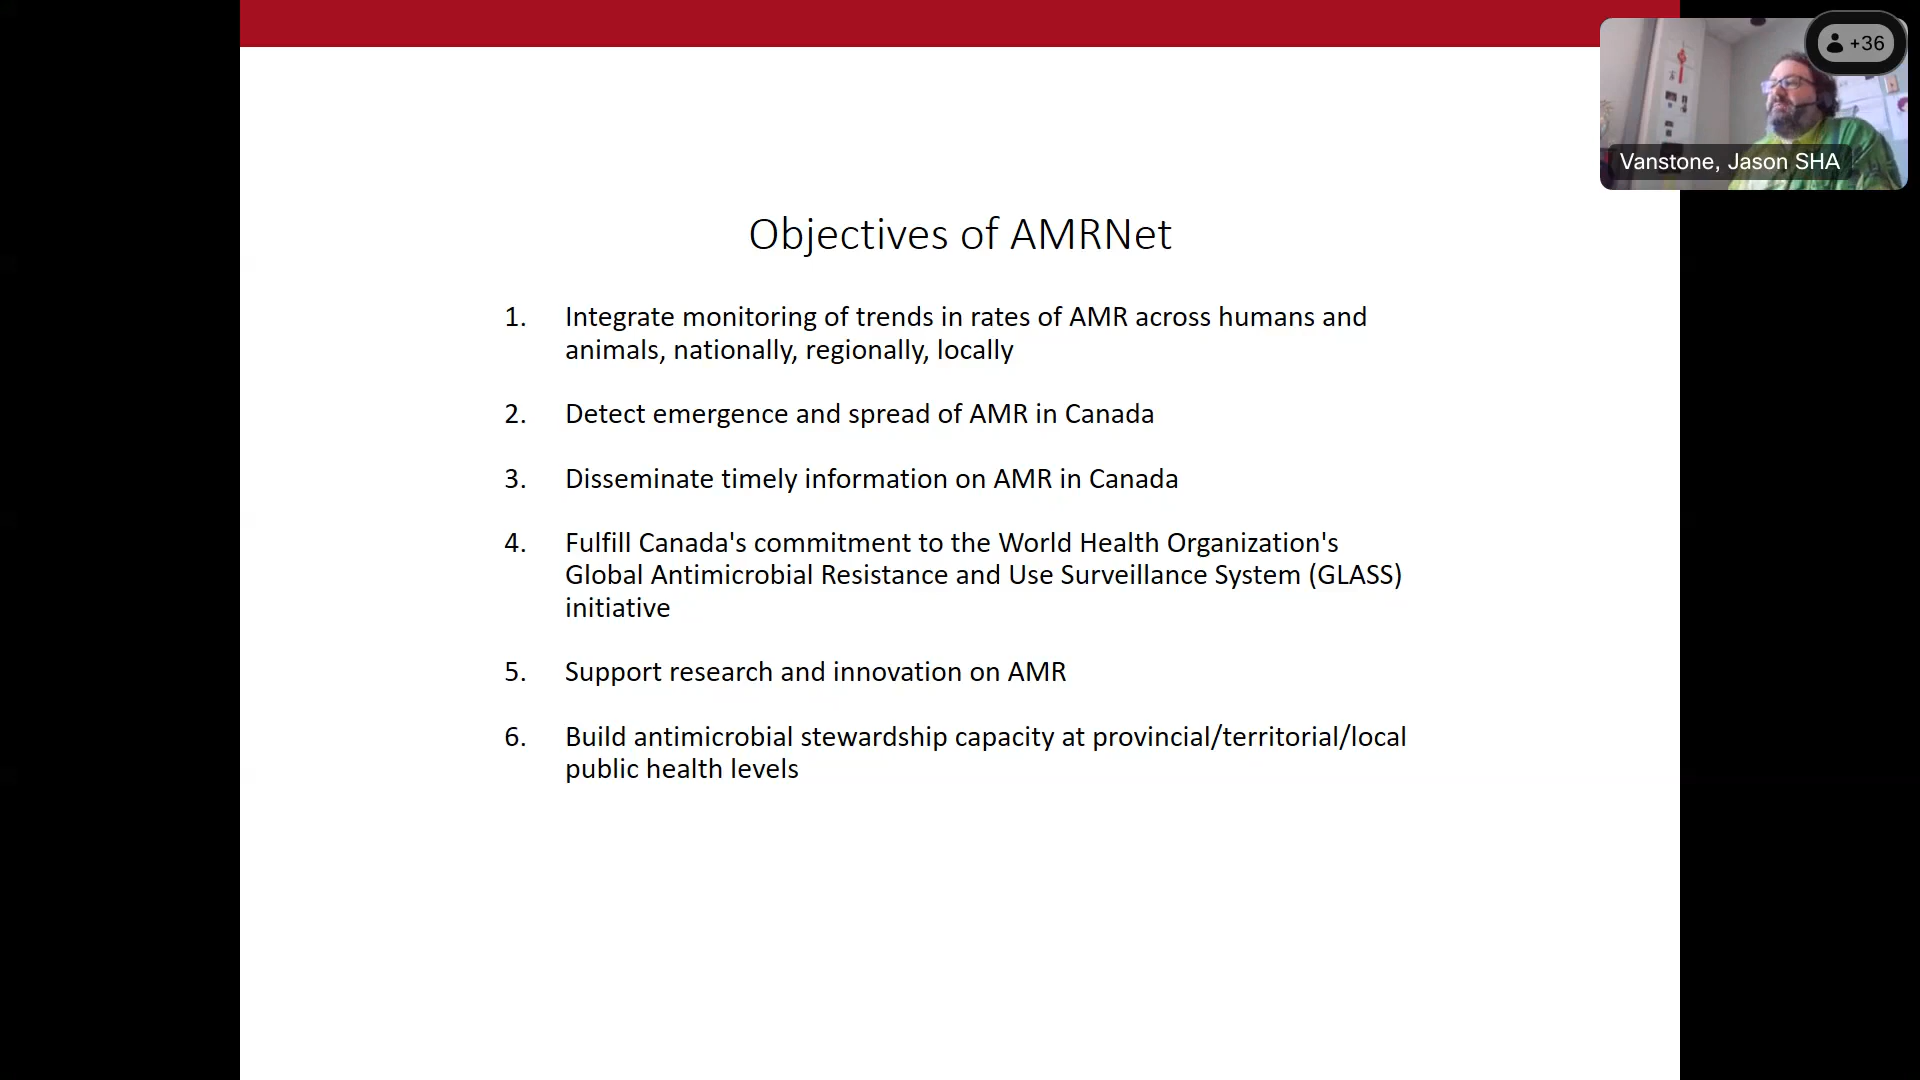 +36
Vanstone, Jason SHA
Objectives of AMRNet
1. Integrate monitoring of trends in rates of AMR across humans and
animals, nationally, regionally, locally
2. Detect emergence and spread of AMR in Canada
3. Disseminate timely information on AMR in Canada
4. Fulfill Canada's commitment to the World Health Organization's
Global Antimicrobial Resistance and Use Surveillance System (GLASS)
initiative
5. Support research and innovation on AMR
6. Build antimicrobial stewardship capacity at provincial/territorial/local
public health levels